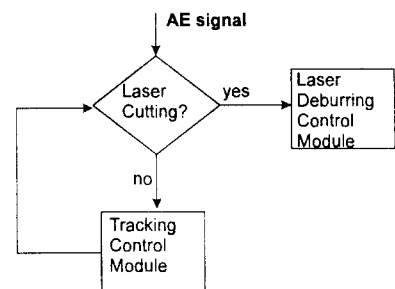 AE signal
Laser
Cutting?
yes
Laser
Deburring
Control
Module
no
Tracking
Control
Module